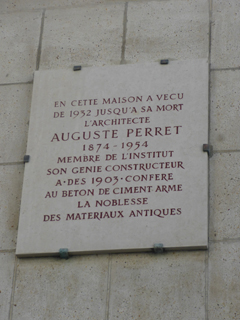 EN CETTE MAISON A VECU
DE 1932 JUSQU'A SA MORT
L'ARCHITECTE
AUGUSTE PERRET
1874 - 1954
MEMBRE DE L'INSTITUT
SON GENIE CONSTRUCTEUR
A · DES 1903 · CONFERE
AU BETON DE CIMENT ARME
LA NOBLESSE
DES MATERIAUX ANTIQUES